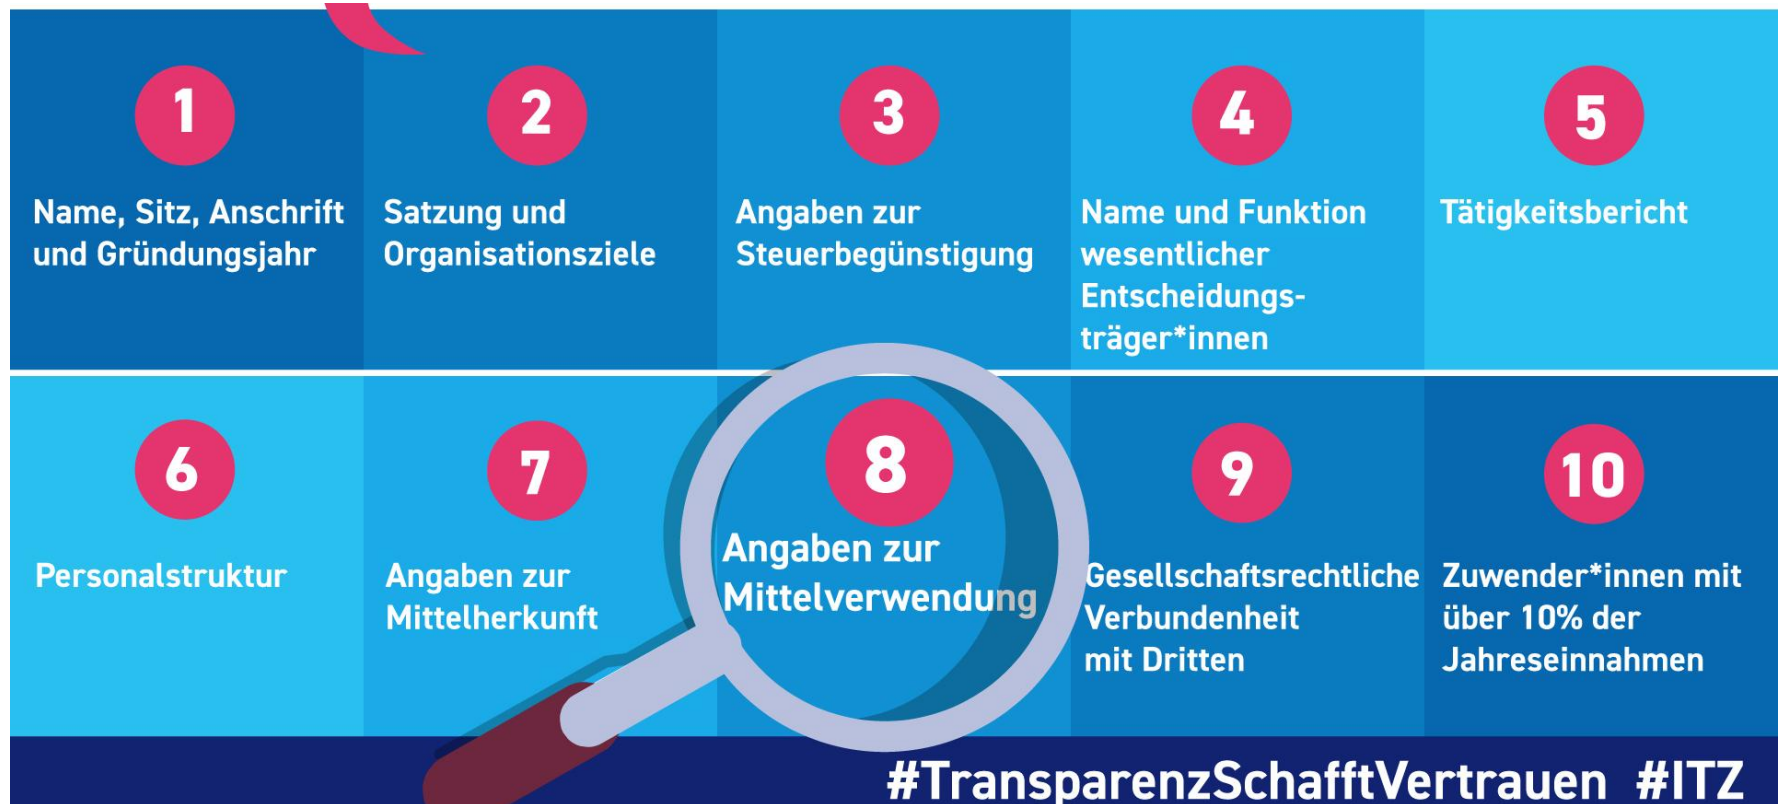 1
Name, Sitz, Anschrift
und Gründungsjahr
2
Satzung und
Organisationsziele
3
Angaben zur
Steuerbegünstigung
4
Name und Funktion
wesentlicher
Entscheidungs-
träger*innen
5
Tätigkeitsbericht
6
Personalstruktur
7
Angaben zur
Mittelherkunft
8
Angaben zur
Mittelverwendung
9
Gesellschaftsrechtliche
Verbundenheit
mit Dritten
10
Zuwender*innen mit
über 10% der
Jahreseinnahmen
#TransparenzSchafftVertrauen #ITZ